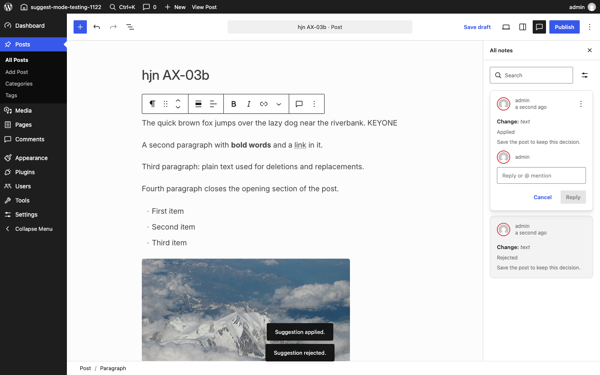 suggest-mode-testing-1122 Ctrl+K 0 New View Post admin
Dashboard
Posts
All Posts
Add Post
Categories
Tags
Media
Pages
Comments
Appearance
Plugins
Users
Tools
Settings
Collapse Menu
hjn AX-03b · Post
Save draft
Publish
hjn AX-03b
B I
The quick brown fox jumps over the lazy dog near the riverbank. KEYONE
A second paragraph with bold words and a link in it.
Third paragraph: plain text used for deletions and replacements.
Fourth paragraph closes the opening section of the post.
· First item
· Second item
· Third item
Suggestion applied.
Suggestion rejected.
Post / Paragraph
All notes
Search
admin
a second ago
Change: text
Applied
Save the post to keep this decision.
admin
Reply or @ mention
Cancel Reply
admin
a second ago
Change: text
Rejected
Save the post to keep this decision.